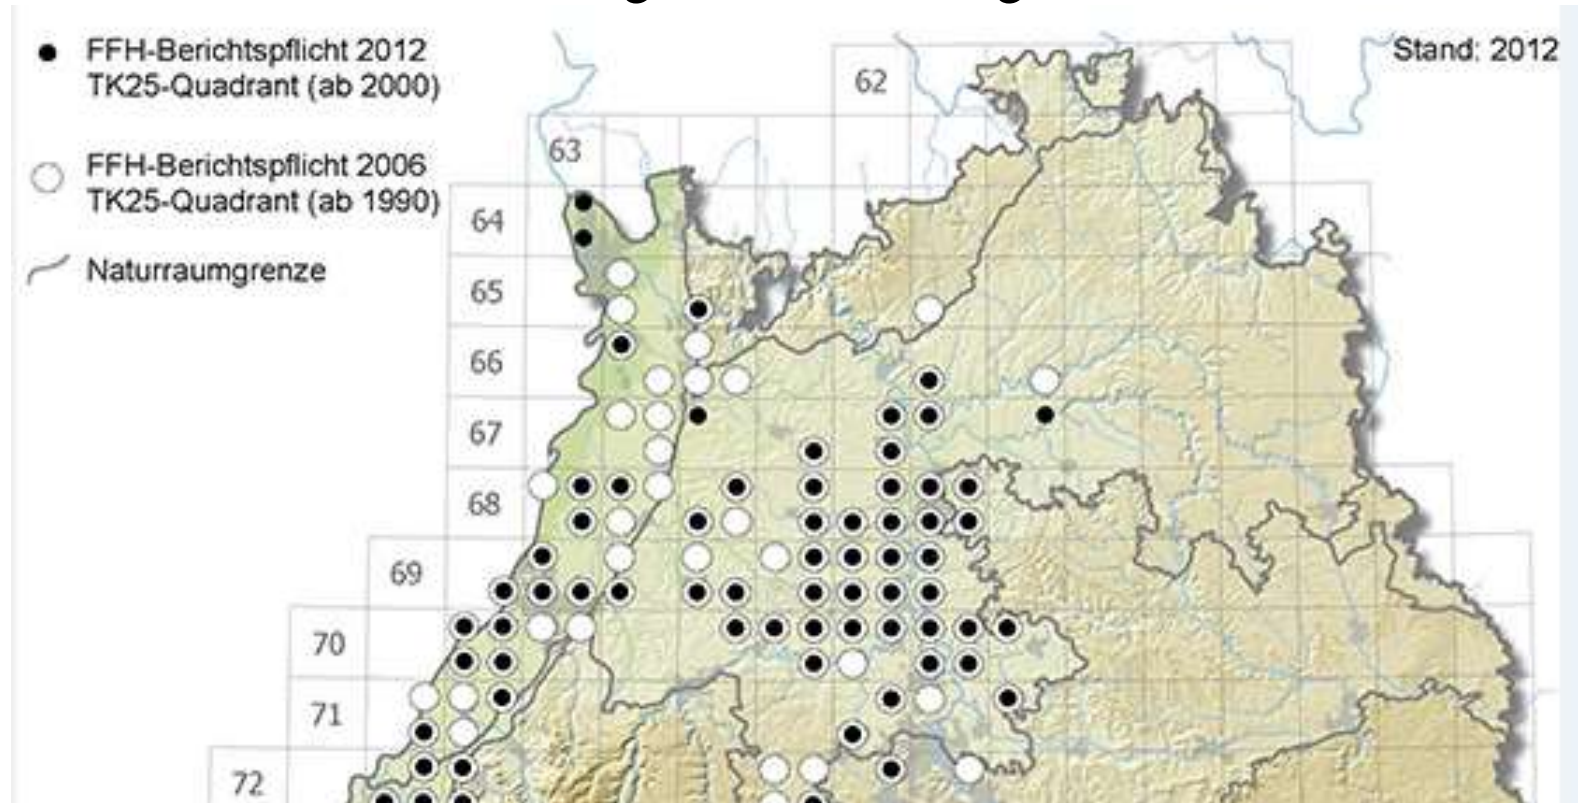 FFH-Berichtspflicht 2012
TK25-Quadrant (ab 2000)
Stand: 2012
FFH-Berichtspflicht 2006
TK25-Quadrant (ab 1990)
Naturraumgrenze
62
63
64
65
66
67
68
69
70
71
72